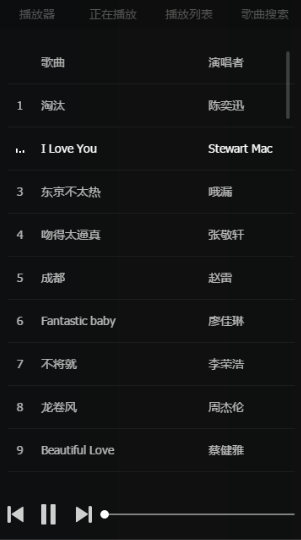 播放器 正在播放 播放列表 歌曲搜索
歌曲 演唱者
1 淘汰 陈奕迅
I Love You Stewart Mac
3 东京不太热 哦漏
4 吻得太逼真 张敬轩
5 成都 赵雷
6 Fantastic baby 廖佳琳
7 不将就 李荣浩
8 龙卷风 周杰伦
9 Beautiful Love 蔡健雅